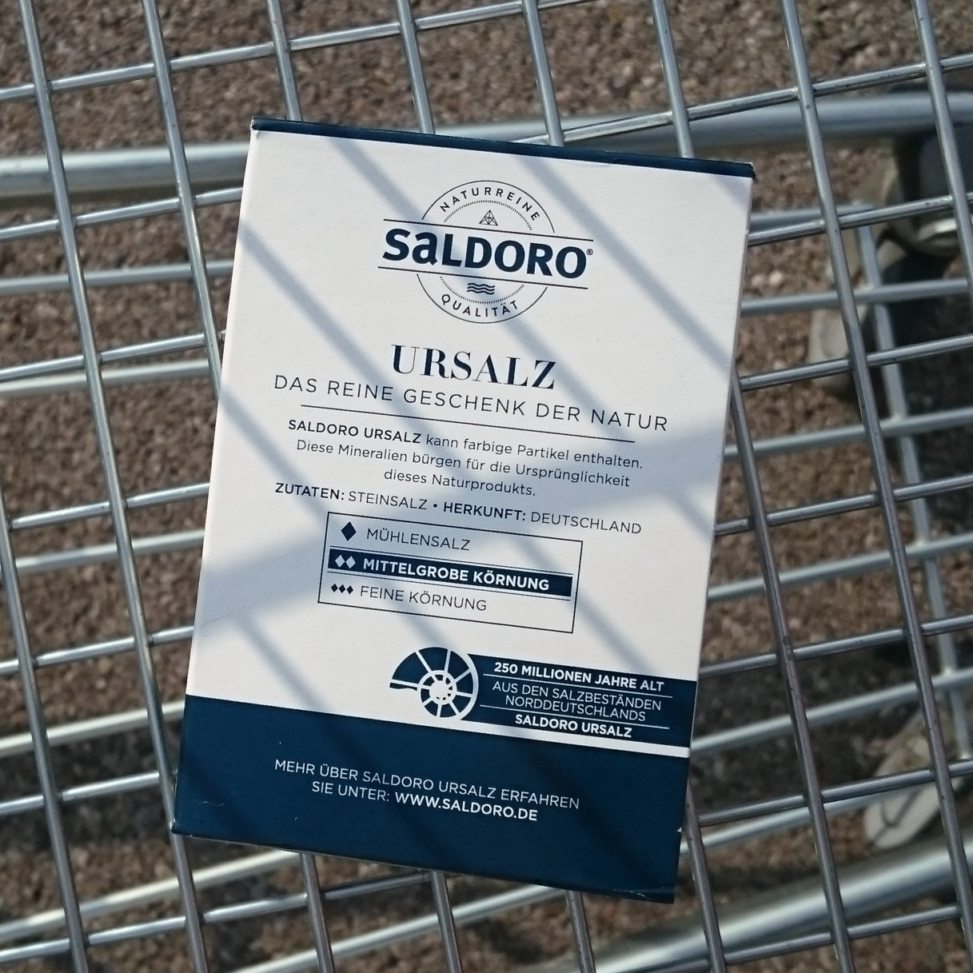 NATURREINE
SALDORO®
QUALITÄT
URSALZ
DAS REINE GESCHENK DER NATUR
SALDORO URSALZ kann farbige Partikel enthalten.
Diese Mineralien bürgen für die Ursprünglichkeit
dieses Naturprodukts.
ZUTATEN: STEINSALZ • HERKUNFT: DEUTSCHLAND
MÜHLENSALZ
MITTELGROBE KÖRNUNG
FEINE KÖRNUNG
250 MILLIONEN JAHRE ALT
AUS DEN SALZBESTÄNDEN
NORDDEUTSCHLANDS
SALDORO URSALZ
MEHR ÜBER SALDORO URSALZ ERFAHREN
SIE UNTER: WWW.SALDORO.DE